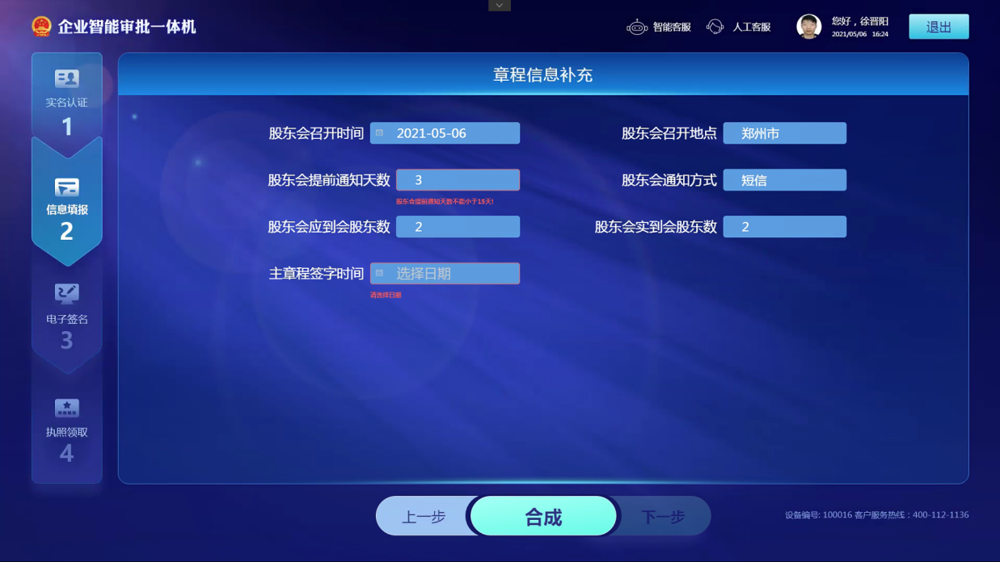 企业智能审批一体机
智能客服
人工客服
您好，徐晋阳
2021/05/06 16:24
退出
实名认证
1
信息填报
2
电子签名
3
执照领取
4
章程信息补充
股东会召开时间 2021-05-06
股东会召开地点 郑州市
股东会提前通知天数 3
股东会提前通知天数不能小于15天!
股东会通知方式 短信
股东会应到会股东数 2
股东会实到会股东数 2
主章程签字时间 选择日期
请选择日期
上一步
合成
下一步
设备编号: 100016 客户服务热线：400-112-1136